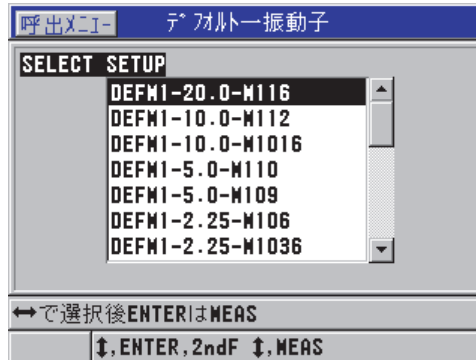 呼出メニュー デフォルトー振動子
SELECT SETUP
DEFM1-20.0-M116
DEFM1-10.0-M112
DEFM1-10.0-M1016
DEFM1-5.0-M110
DEFM1-5.0-M109
DEFM1-2.25-M106
DEFM1-2.25-M1036
↔で選択後ENTERはMEAS
↕,ENTER,2ndF ↕,MEAS